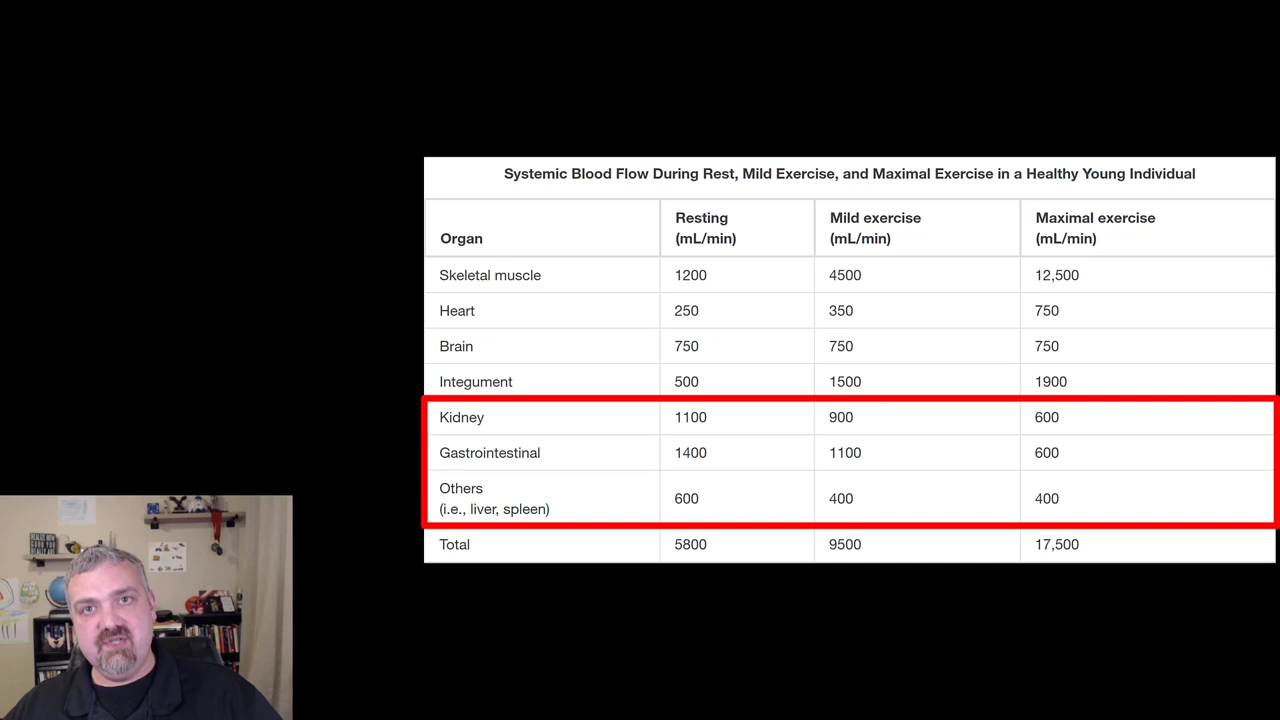 Systemic Blood Flow During Rest, Mild Exercise, and Maximal Exercise in a Healthy Young Individual
Organ Resting (mL/min) Mild exercise (mL/min) Maximal exercise (mL/min)
Skeletal muscle 1200 4500 12,500
Heart 250 350 750
Brain 750 750 750
Integument 500 1500 1900
Kidney 1100 900 600
Gastrointestinal 1400 1100 600
Others (i.e., liver, spleen) 600 400 400
Total 5800 9500 17,500